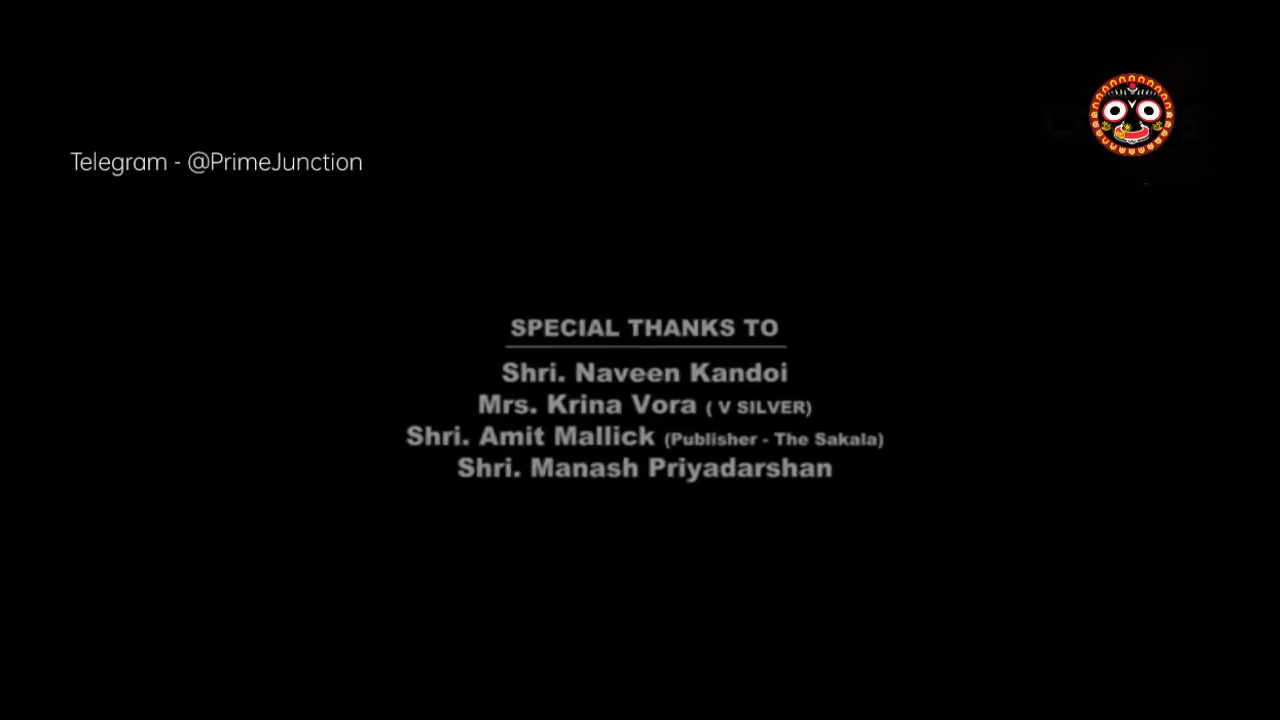 Telegram - @PrimeJunction
SPECIAL THANKS TO
Shri. Naveen Kandoi
Mrs. Krina Vora ( V SILVER)
Shri. Amit Mallick (Publisher - The Sakala)
Shri. Manash Priyadarshan